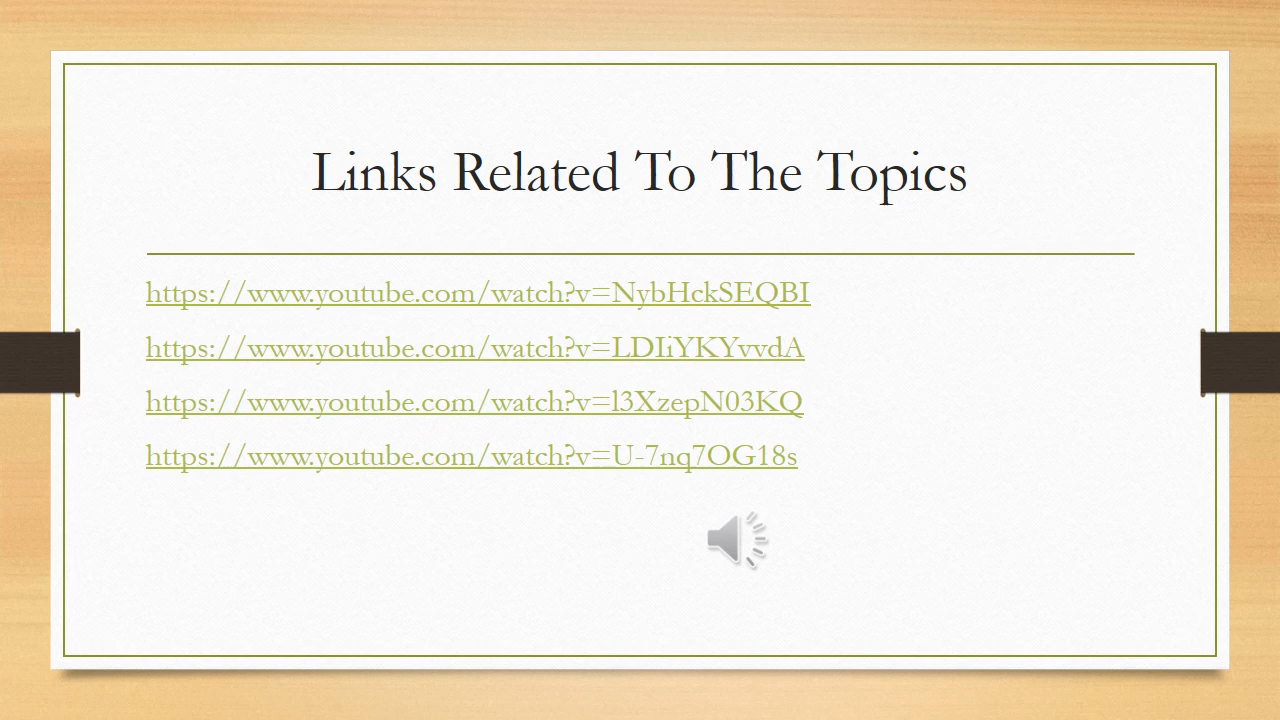 Links Related To The Topics
https://www.youtube.com/watch?v=NybHckSEQBI
https://www.youtube.com/watch?v=LDIiYKYvvdA
https://www.youtube.com/watch?v=l3XzepN03KQ
https://www.youtube.com/watch?v=U-7nq7OG18s